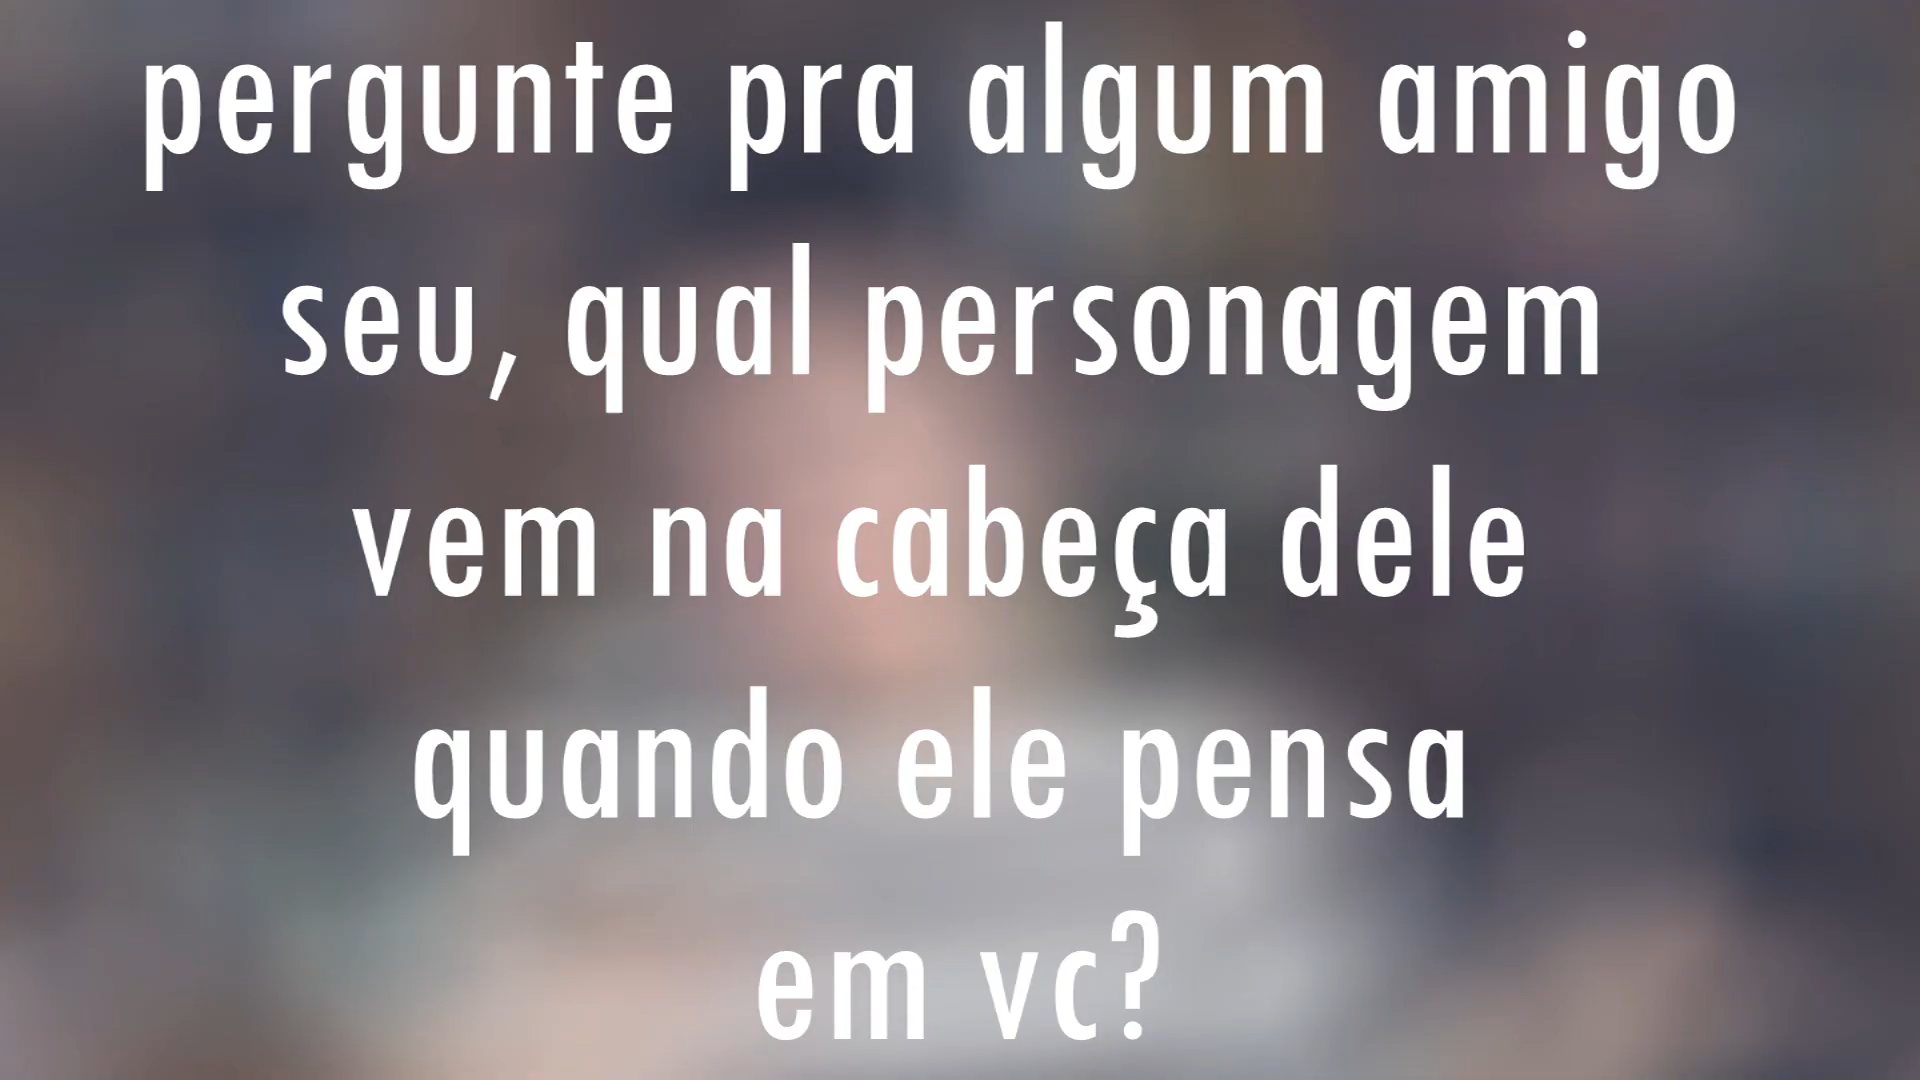 pergunte pra algum amigo
seu, qual personagem
vem na cabeça dele
quando ele pensa
em vc?